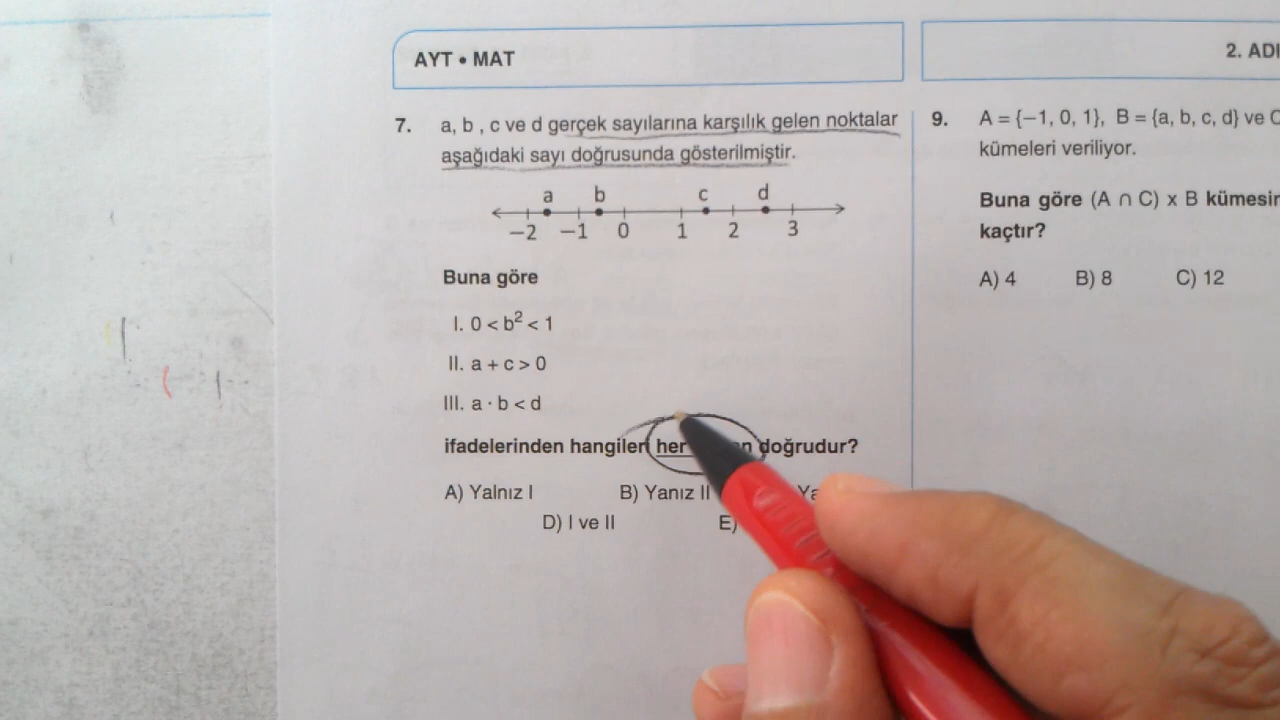 AYT • MAT
7. a, b , c ve d gerçek sayılarına karşılık gelen noktalar
aşağıdaki sayı doğrusunda gösterilmiştir.
a b c d
−2 −1 0 1 2 3
Buna göre
I. 0 < b² < 1
II. a + c > 0
III. a · b < d
ifadelerinden hangileri her doğrudur?
A) Yalnız I B) Yanız II
D) I ve II E)
2.
9. A = {−1, 0, 1}, B = {a, b, c, d} ve
kümeleri veriliyor.
Buna göre (A ∩ C) x B
kaçtır?
A) 4 B) 8 C) 12